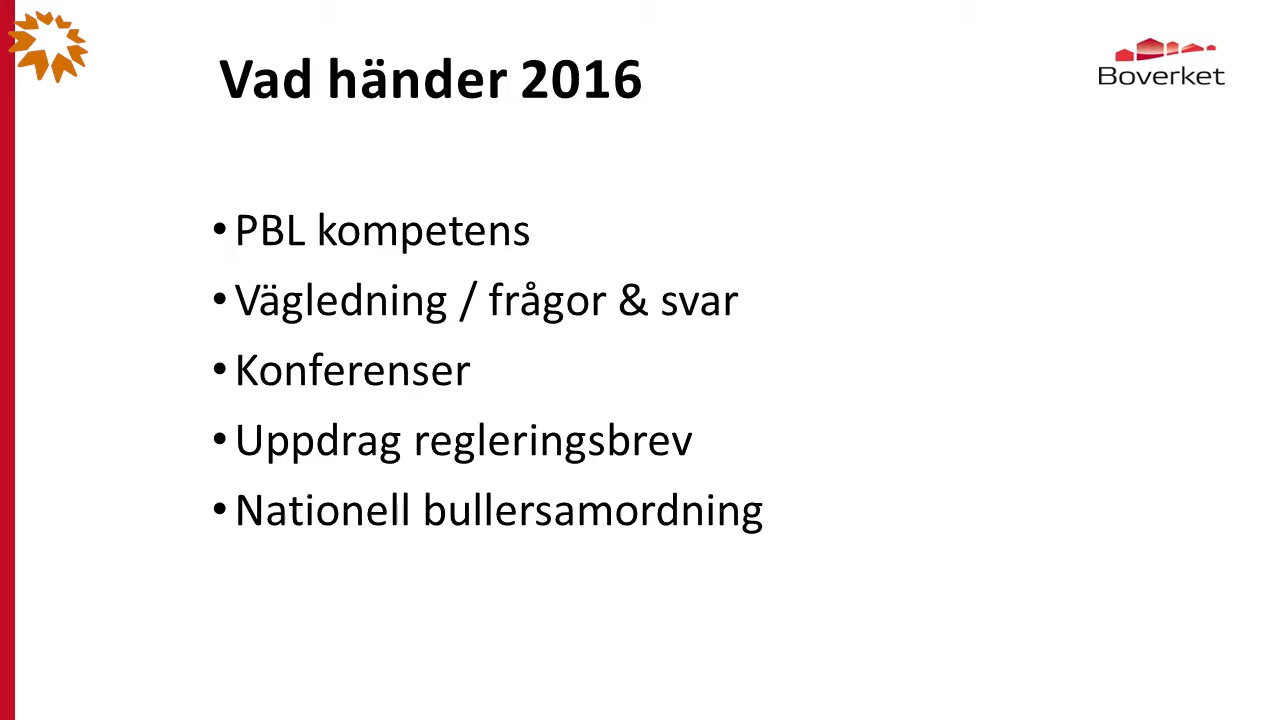 Vad händer 2016
Boverket
• PBL kompetens
• Vägledning / frågor & svar
• Konferenser
• Uppdrag regleringsbrev
• Nationell bullersamordning